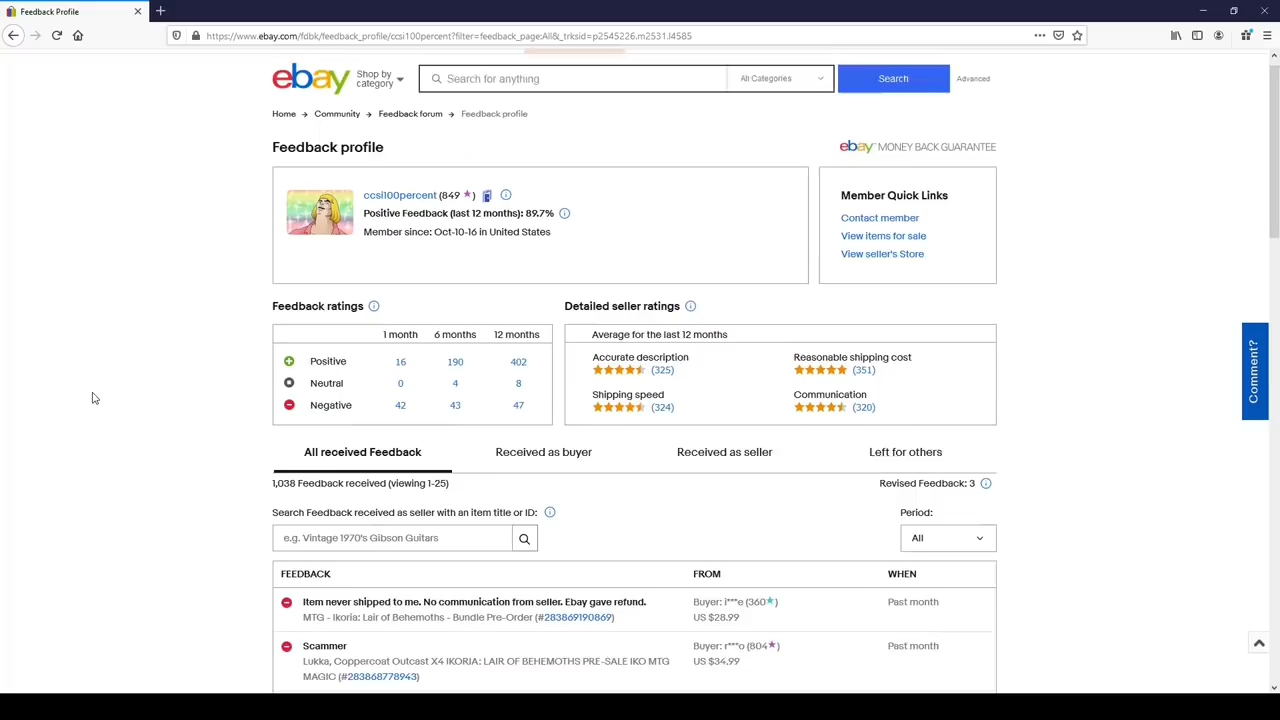 Feedback Profile
https://www.ebay.com/fdbk/feedback_profile/ccsi100percent?filter=feedback_page:All&_trksid=p2545226.m2531.l4585
ebay Shop by category Search for anything All Categories Search Advanced
Home Community Feedback forum Feedback profile
Feedback profile
ebay MONEY BACK GUARANTEE
ccsi100percent (849 )
Positive Feedback (last 12 months): 89.7%
Member since: Oct-10-16 in United States
Member Quick Links
Contact member
View items for sale
View seller's Store
Feedback ratings
1 month 6 months 12 months
Positive 16 190 402
Neutral 0 4 8
Negative 42 43 47
Detailed seller ratings
Average for the last 12 months
Accurate description
(325)
Reasonable shipping cost
(351)
Shipping speed
(324)
Communication
(320)
Comment?
All received Feedback Received as buyer Received as seller Left for others
1,038 Feedback received (viewing 1-25)
Revised Feedback: 3
Search Feedback received as seller with an item title or ID:
Period:
e.g. Vintage 1970's Gibson Guitars
All
FEEDBACK FROM WHEN
Item never shipped to me. No communication from seller. Ebay gave refund. Buyer: i***e (360 ) Past month
MTG - Ikoria: Lair of Behemoths - Bundle Pre-Order (#283869190869) US $28.99
Scammer Buyer: r***o (804 ) Past month
Lukka, Coppercoat Outcast X4 IKORIA: LAIR OF BEHEMOTHS PRE-SALE IKO MTG US $34.99
MAGIC (#283868778943)